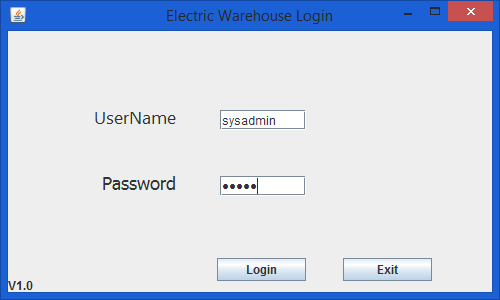 Electric Warehouse Login
UserName
sysadmin
Password
•••••
Login
Exit
V1.0